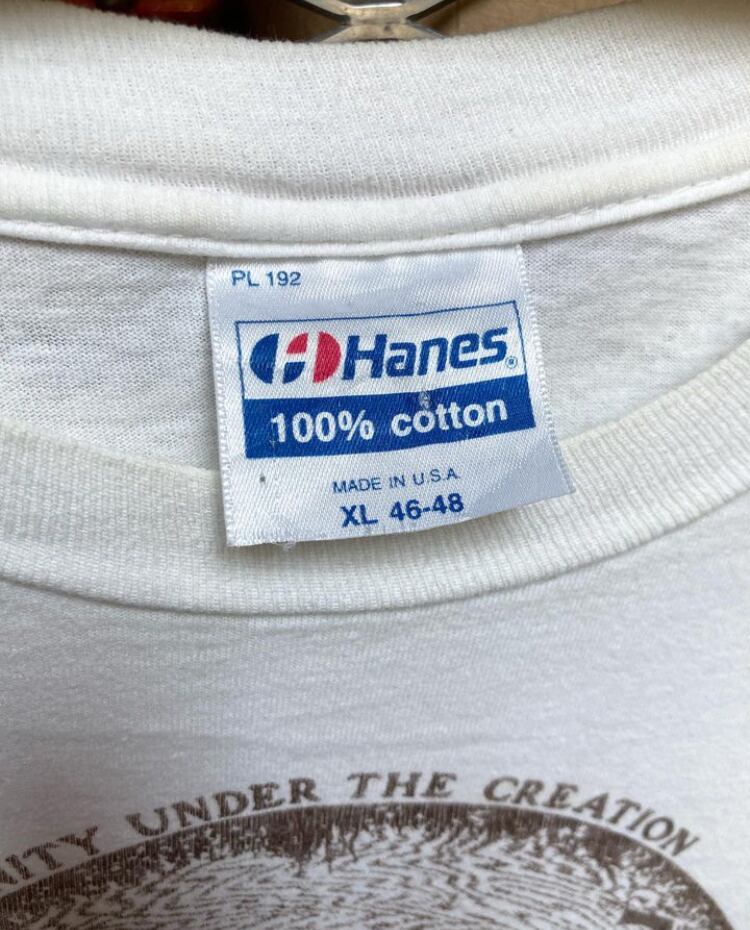 PL 192
Hanes®
100% cotton
MADE IN U.S.A.
XL 46-48
UNDER THE CREATION